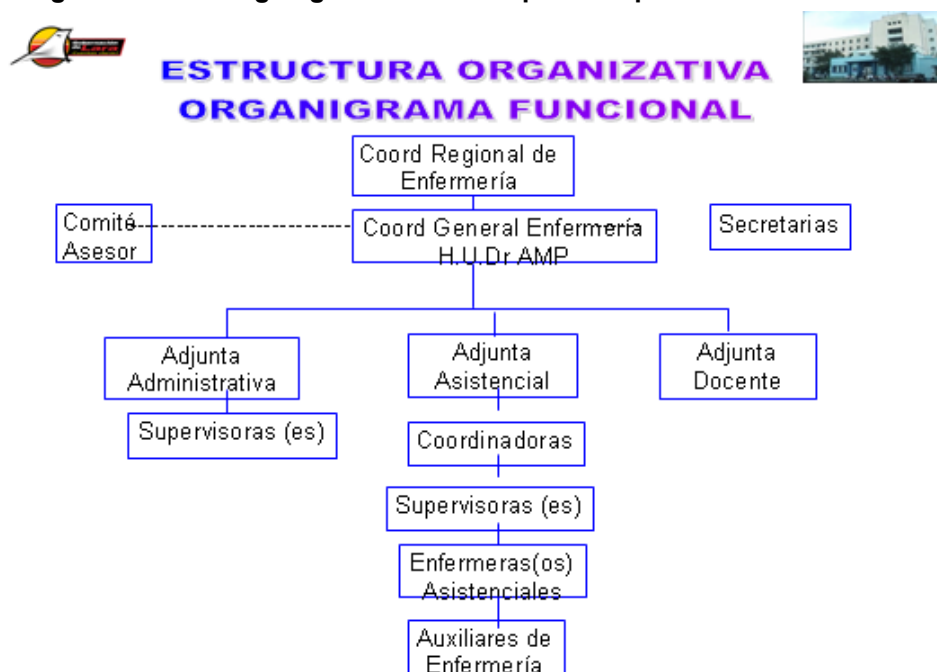 ESTRUCTURA ORGANIZATIVA
ORGANIGRAMA FUNCIONAL
Coord Regional de
Enfermería
Comité
Asesor
Coord General Enfermería
H.U.Dr AMP
Secretarias
Adjunta
Administrativa
Adjunta
Asistencial
Adjunta
Docente
Supervisoras (es)
Coordinadoras
Supervisoras (es)
Enfermeras(os)
Asistenciales
Auxiliares de
Enfermería